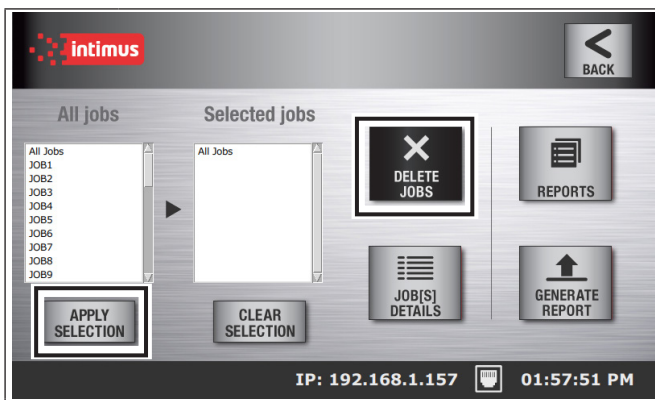 intimus
BACK
All jobs
Selected jobs
All Jobs
JOB1
JOB2
JOB3
JOB4
JOB5
JOB6
JOB7
JOB8
JOB9
All Jobs
DELETE
JOBS
REPORTS
APPLY
SELECTION
CLEAR
SELECTION
JOB[S]
DETAILS
GENERATE
REPORT
IP: 192.168.1.157
01:57:51 PM